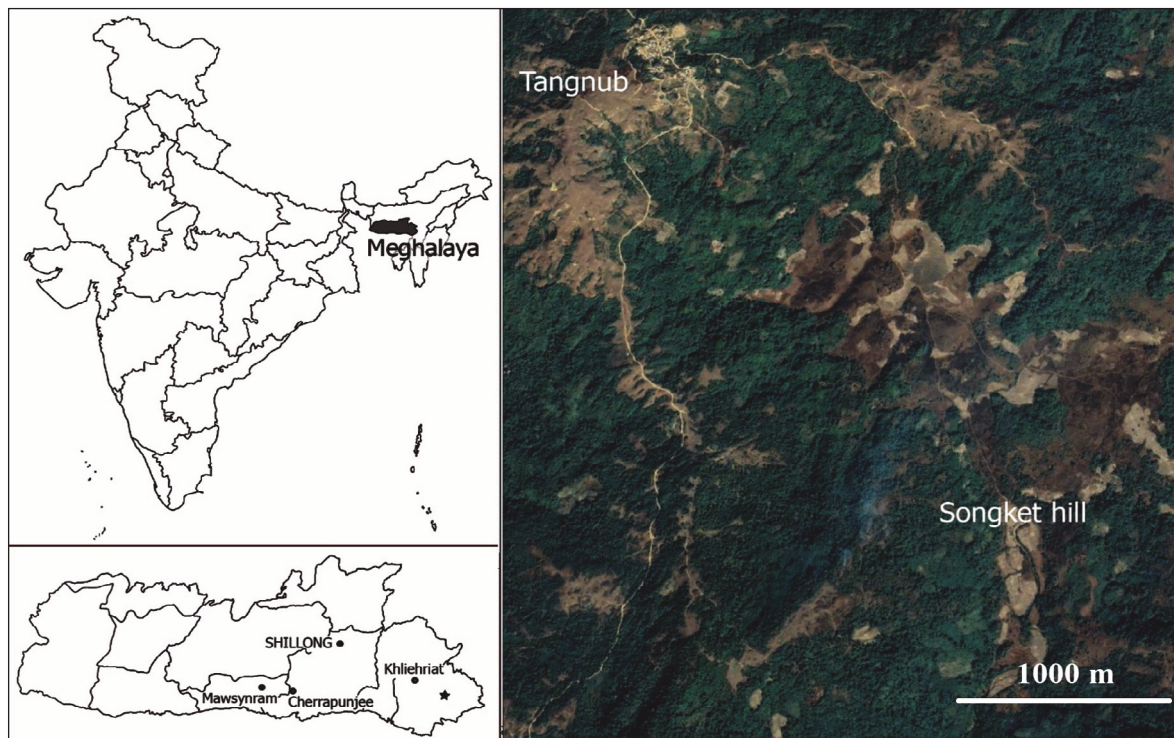 Meghalaya
SHILLONG
Khliehriat
Mawsynram
Cherrapunjee
Tangnub
Songket hill
1000 m